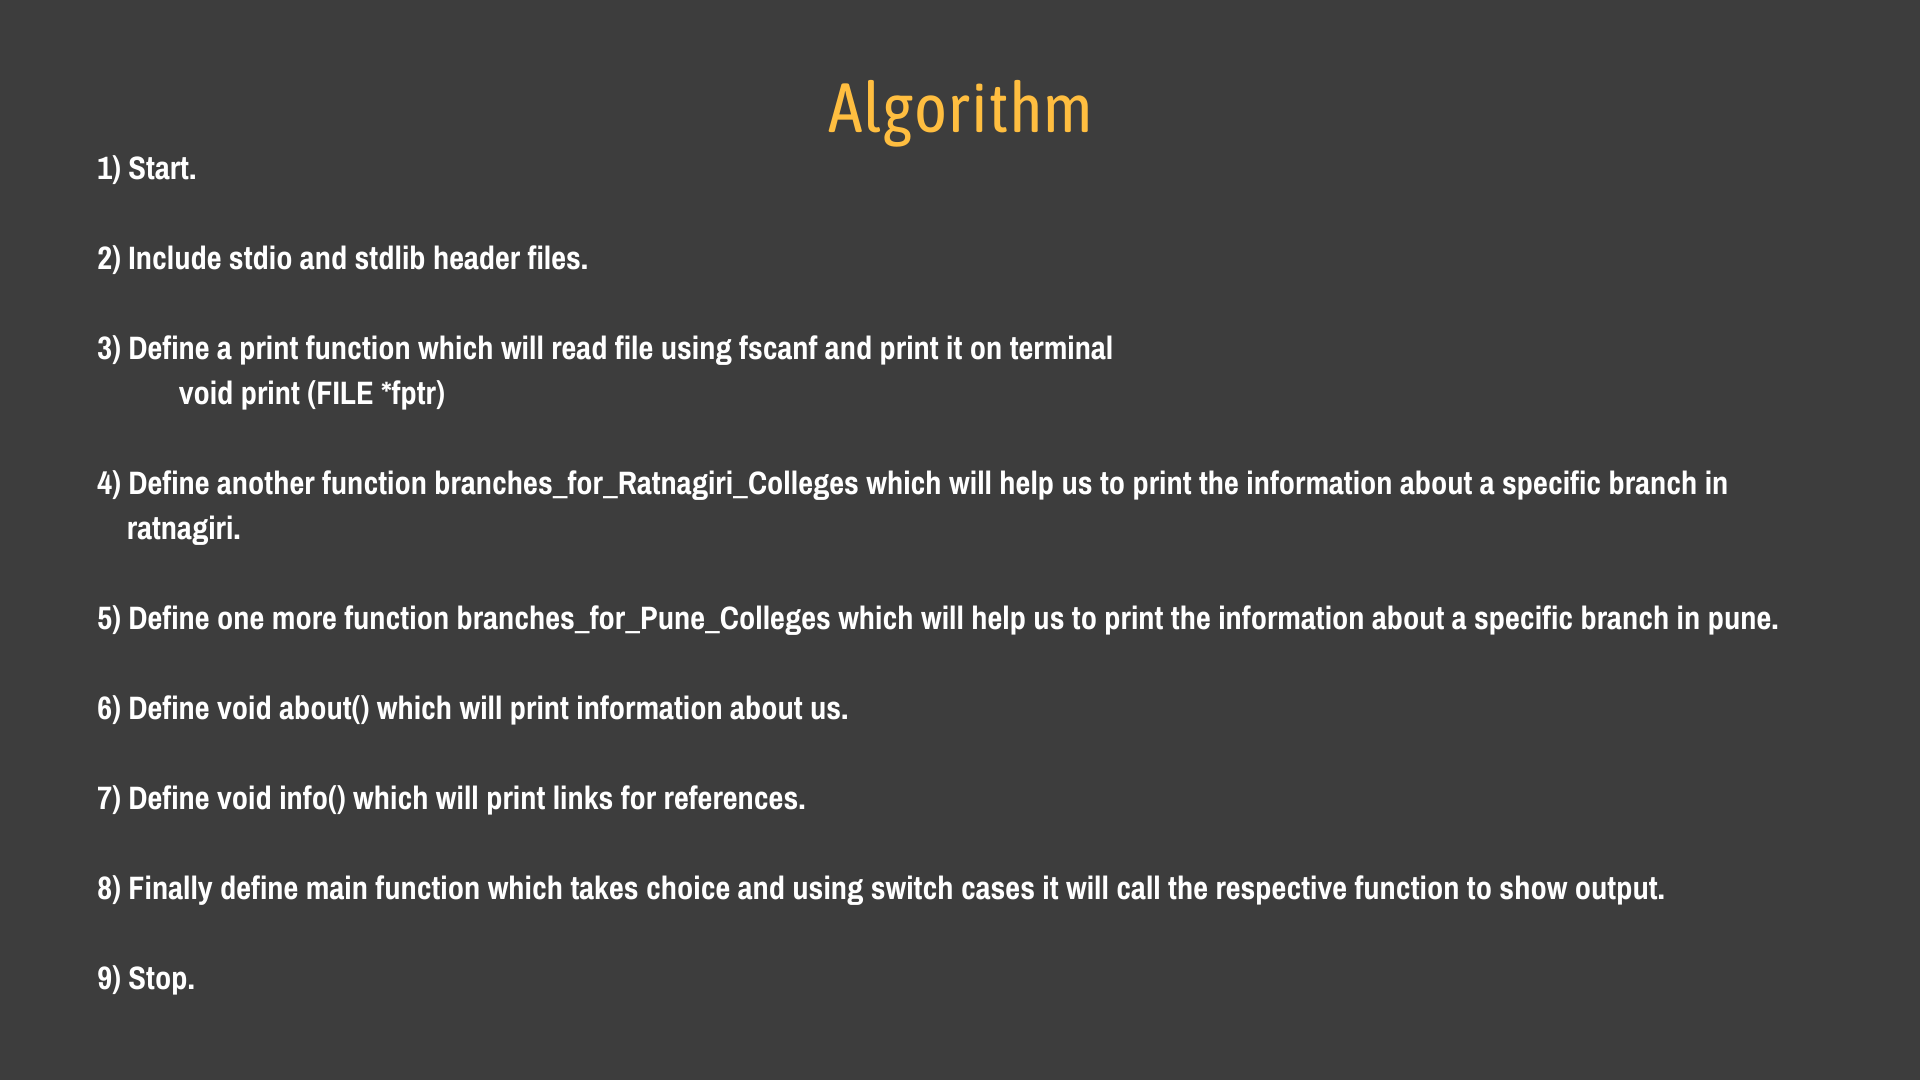 Algorithm
1) Start.
2) Include stdio and stdlib header files.
3) Define a print function which will read file using fscanf and print it on terminal
void print (FILE *fptr)
4) Define another function branches_for_Ratnagiri_Colleges which will help us to print the information about a specific branch in
ratnagiri.
5) Define one more function branches_for_Pune_Colleges which will help us to print the information about a specific branch in pune.
6) Define void about() which will print information about us.
7) Define void info() which will print links for references.
8) Finally define main function which takes choice and using switch cases it will call the respective function to show output.
9) Stop.